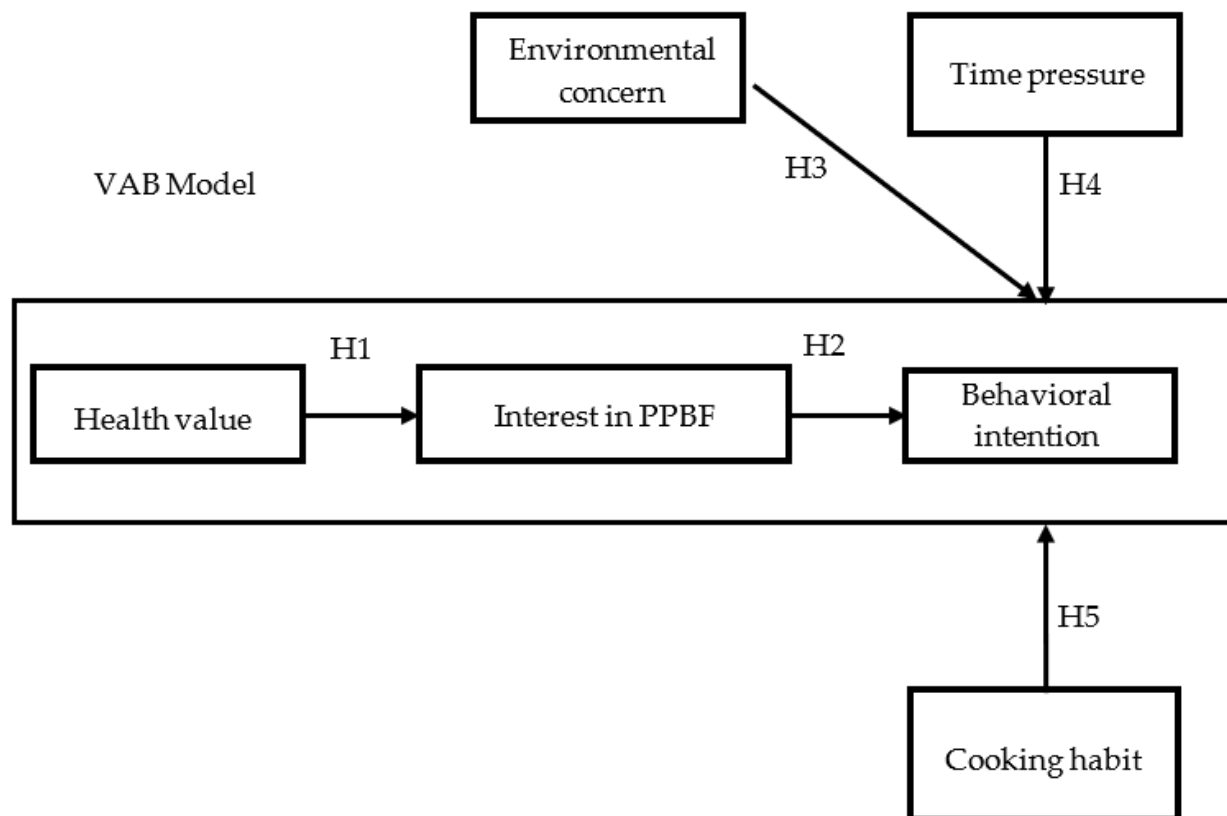 Environmental
concern
Time pressure
H3
H4
VAB Model
H1
H2
Health value
Interest in PPBF
Behavioral
intention
H5
Cooking habit